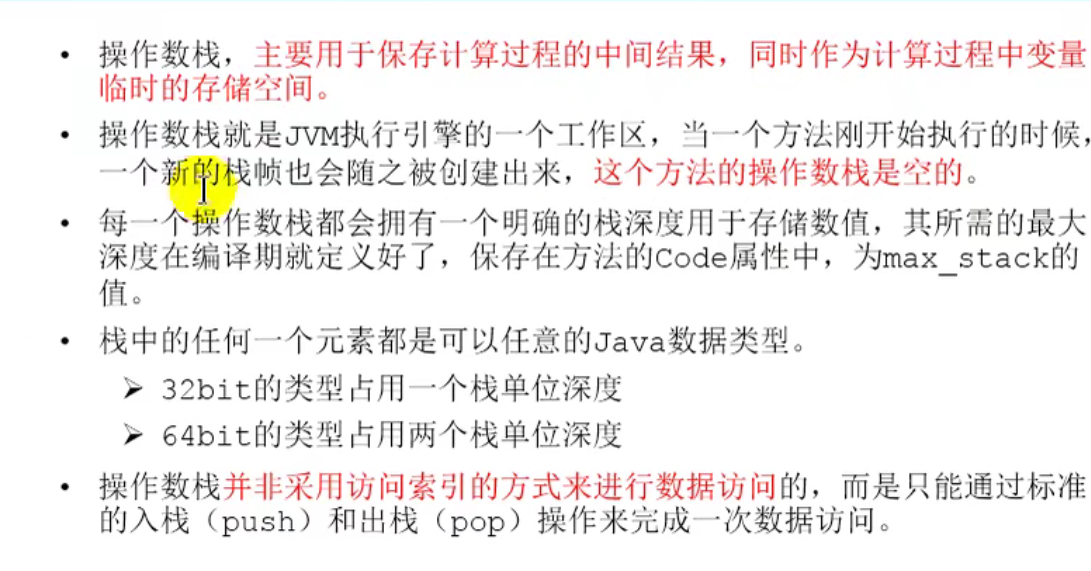 • 操作数栈，主要用于保存计算过程的中间结果，同时作为计算过程中变量
临时的存储空间。
• 操作数栈就是JVM执行引擎的一个工作区，当一个方法刚开始执行的时候，
一个新的栈帧也会随之被创建出来，这个方法的操作数栈是空的。
• 每一个操作数栈都会拥有一个明确的栈深度用于存储数值，其所需的最大
深度在编译期就定义好了，保存在方法的Code属性中，为max_stack的
值。
• 栈中的任何一个元素都是可以任意的Java数据类型。
➢ 32bit的类型占用一个栈单位深度
➢ 64bit的类型占用两个栈单位深度
• 操作数栈并非采用访问索引的方式来进行数据访问的，而是只能通过标准
的入栈（push）和出栈（pop）操作来完成一次数据访问。